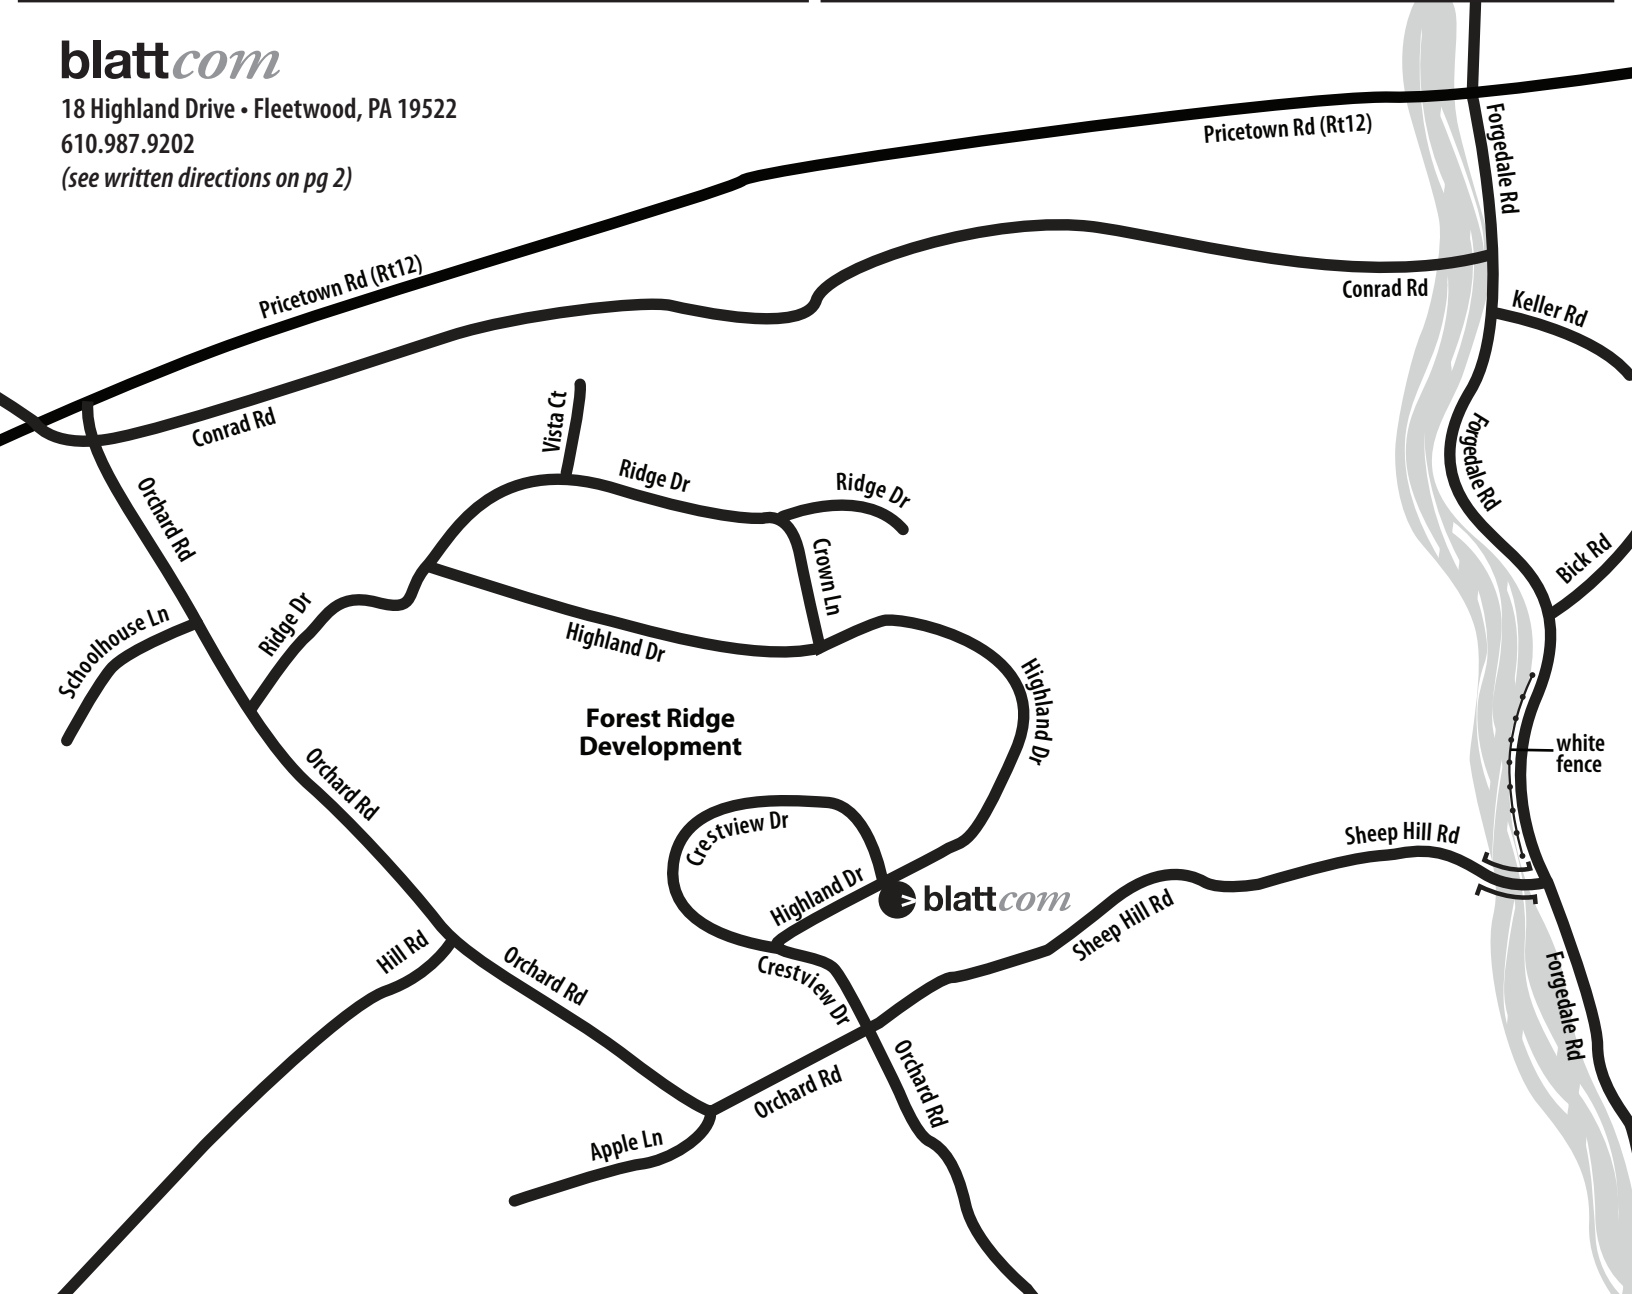 blattcom
18 Highland Drive • Fleetwood, PA 19522
610.987.9202
(see written directions on pg 2)
Pricetown Rd (Rt12)
Forgedale Rd
Pricetown Rd (Rt12)
Conrad Rd
Keller Rd
Conrad Rd
Vista Ct
Ridge Dr
Ridge Dr
Forgedale Rd
Orchard Rd
Crown Ln
Bick Rd
Schoolhouse Ln
Ridge Dr
Highland Dr
Highland Dr
Forest Ridge
Development
white
fence
Orchard Rd
Crestview Dr
Sheep Hill Rd
Highland Dr
blattcom
Sheep Hill Rd
Hill Rd
Orchard Rd
Crestview Dr
Forgedale Rd
Orchard Rd
Orchard Rd
Apple Ln